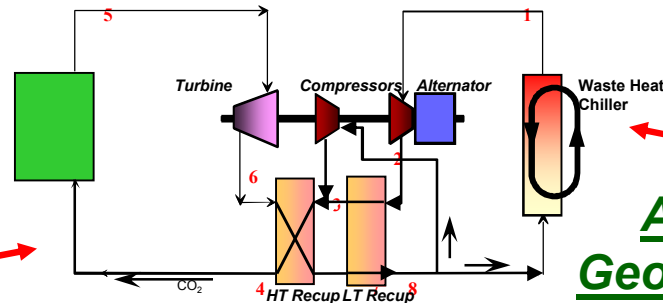 5
1
Turbine
Compressors
Alternator
Waste Heat
Chiller
2
6
3
A
Geo
4
8
CO2
HT Recup
LT Recup